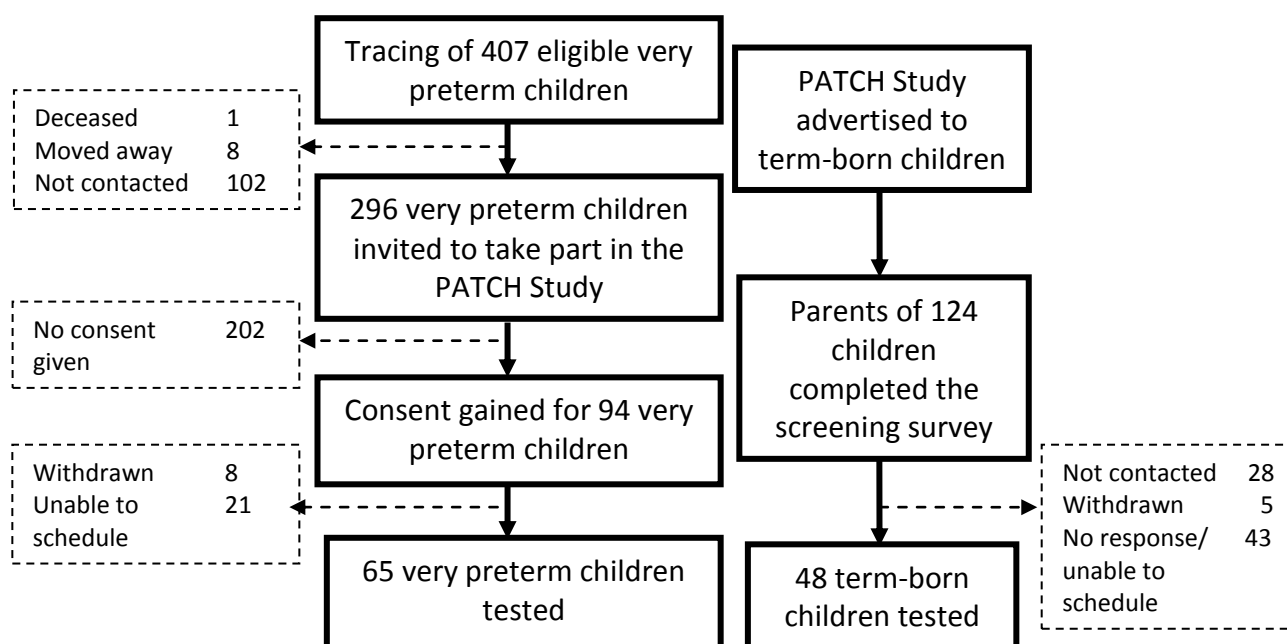 Tracing of 407 eligible very
preterm children
Deceased 1
Moved away 8
Not contacted 102
296 very preterm children
invited to take part in the
PATCH Study
No consent 202
given
Consent gained for 94 very
preterm children
Withdrawn 8
Unable to 21
schedule
65 very preterm children
tested
PATCH Study
advertised to
term-born children
Parents of 124
children
completed the
screening survey
Not contacted 28
Withdrawn 5
No response/ 43
unable to
schedule
48 term-born
children tested